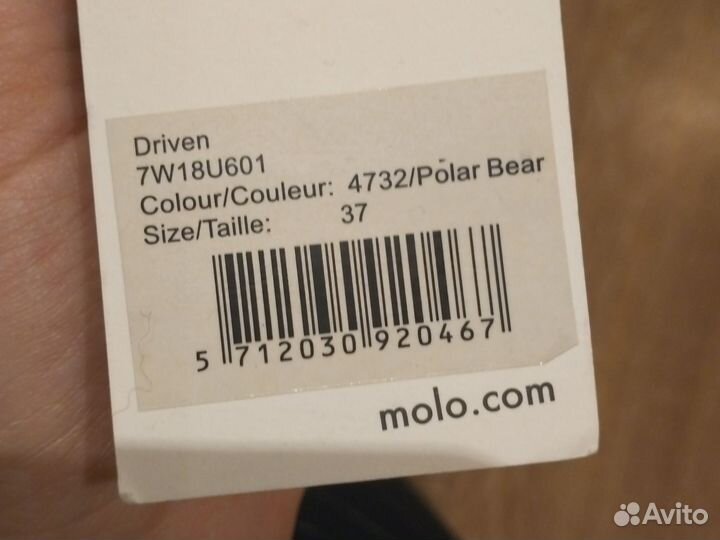 Driven
7W18U601
Colour/Couleur: 4732/Polar Bear
Size/Taille: 37
5 712030 920467
molo.com
Avito